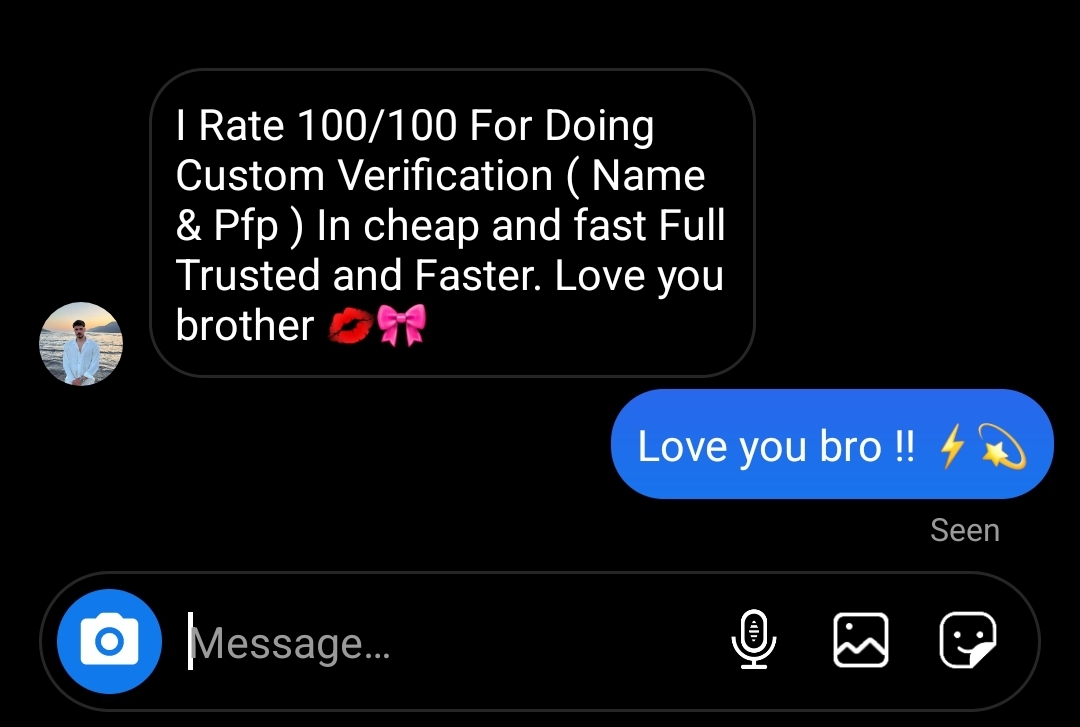 I Rate 100/100 For Doing
Custom Verification ( Name
& Pfp ) In cheap and fast Full
Trusted and Faster. Love you
brother 💋🎀
Love you bro !! ⚡💫
Seen
Message...